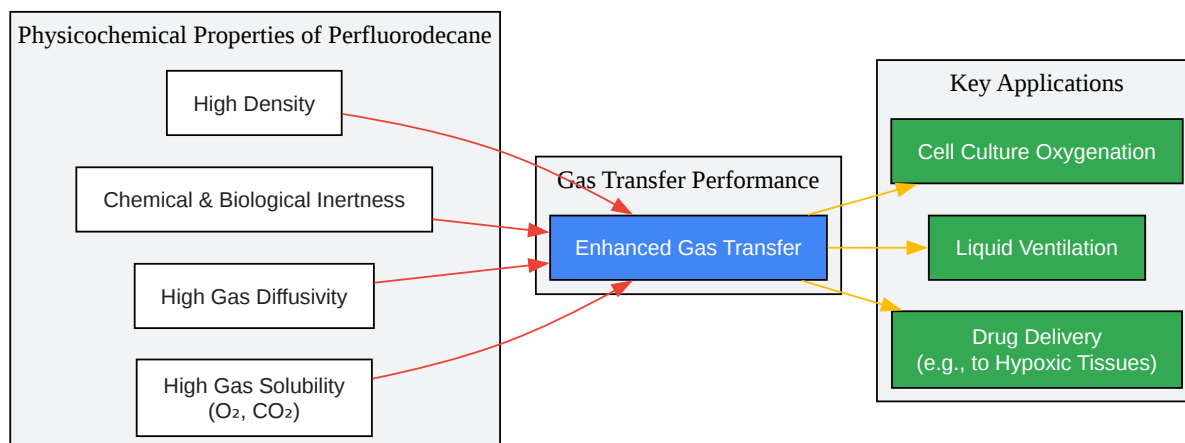 Physicochemical Properties of Perfluorodecane
High Density
Chemical & Biological Inertness
High Gas Diffusivity
High Gas Solubility
(O₂, CO₂)
Gas Transfer Performance
Enhanced Gas Transfer
Key Applications
Cell Culture Oxygenation
Liquid Ventilation
Drug Delivery
(e.g., to Hypoxic Tissues)